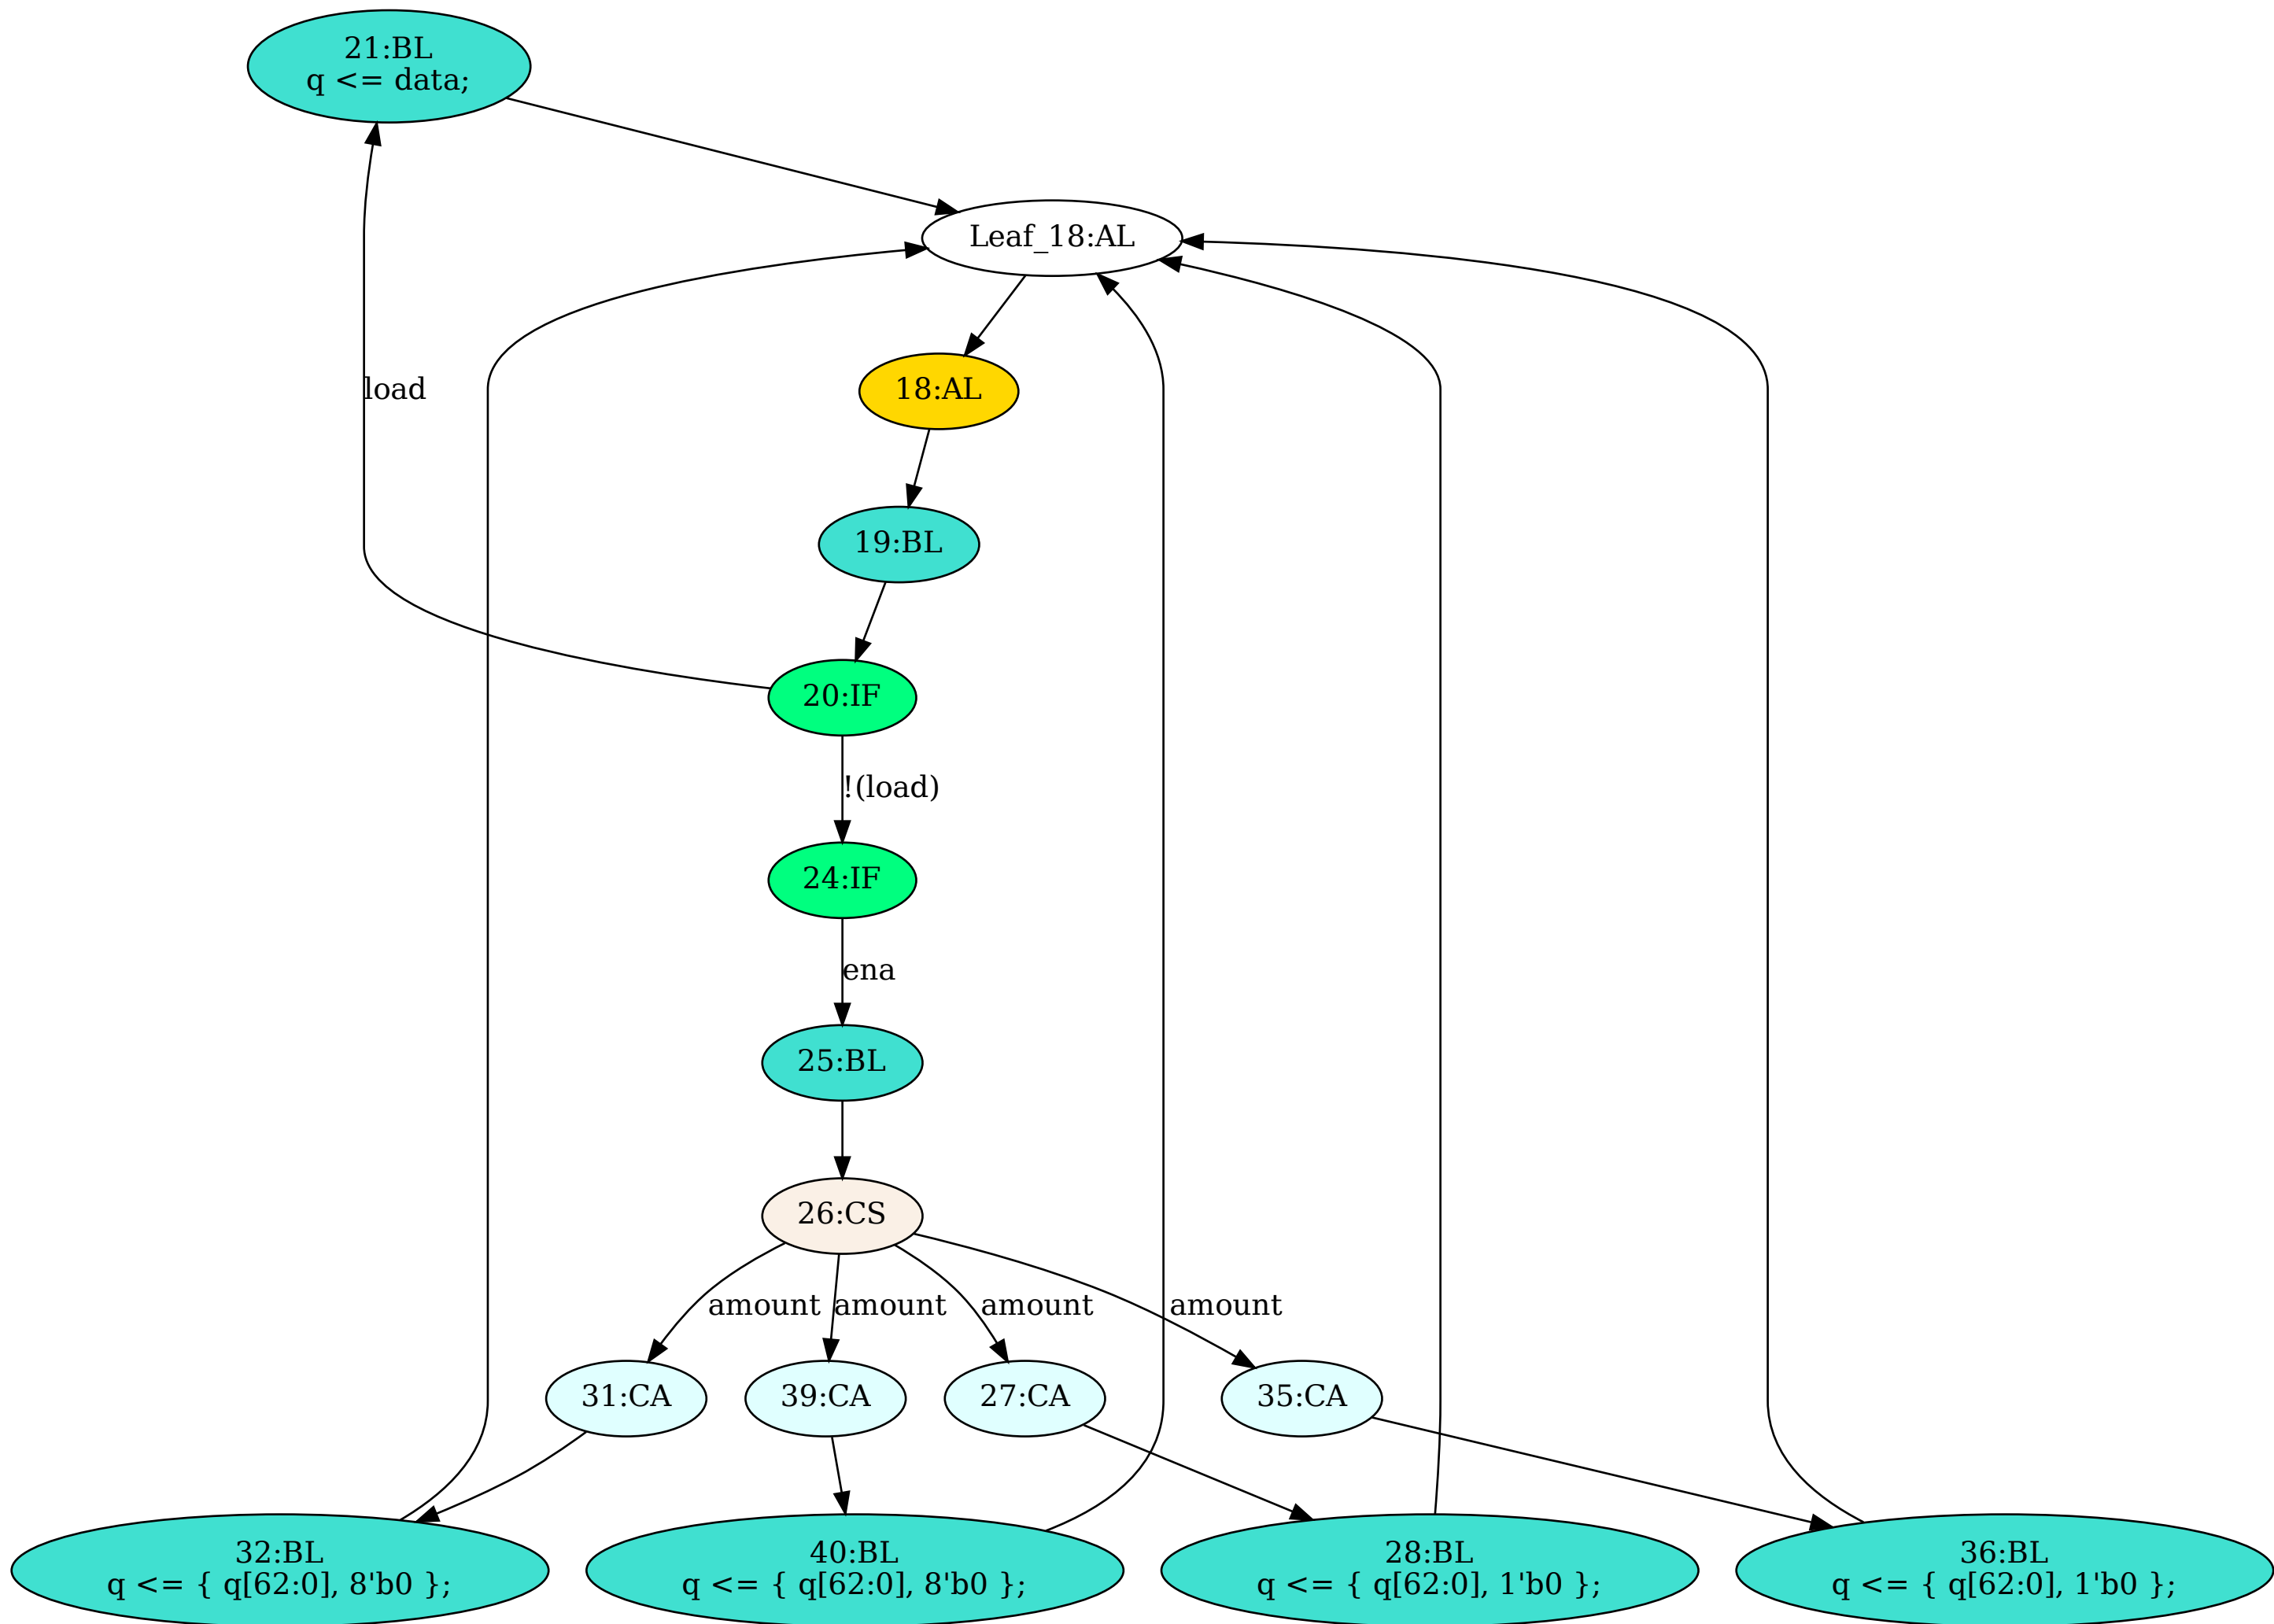 21:BL
q <= data;
Leaf_18:AL
load
18:AL
19:BL
20:IF
!(load)
24:IF
ena
25:BL
26:CS
amount
amount
amount
amount
31:CA
39:CA
27:CA
35:CA
32:BL
q <= { q[62:0], 8'b0 };
40:BL
q <= { q[62:0], 8'b0 };
28:BL
q <= { q[62:0], 1'b0 };
36:BL
q <= { q[62:0], 1'b0 };